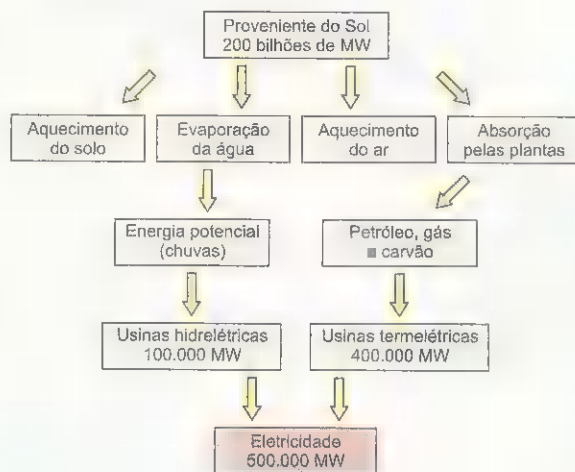 Proveniente do Sol
200 bilhões de MW
Aquecimento
do solo
Evaporação
da água
Aquecimento
do ar
Absorção
pelas plantas
Energia potencial
(chuvas)
Petróleo, gás
carvão
Usinas hidrelétricas
100.000 MW
Usinas termelétricas
400.000 MW
Eletricidade
500.000 MW